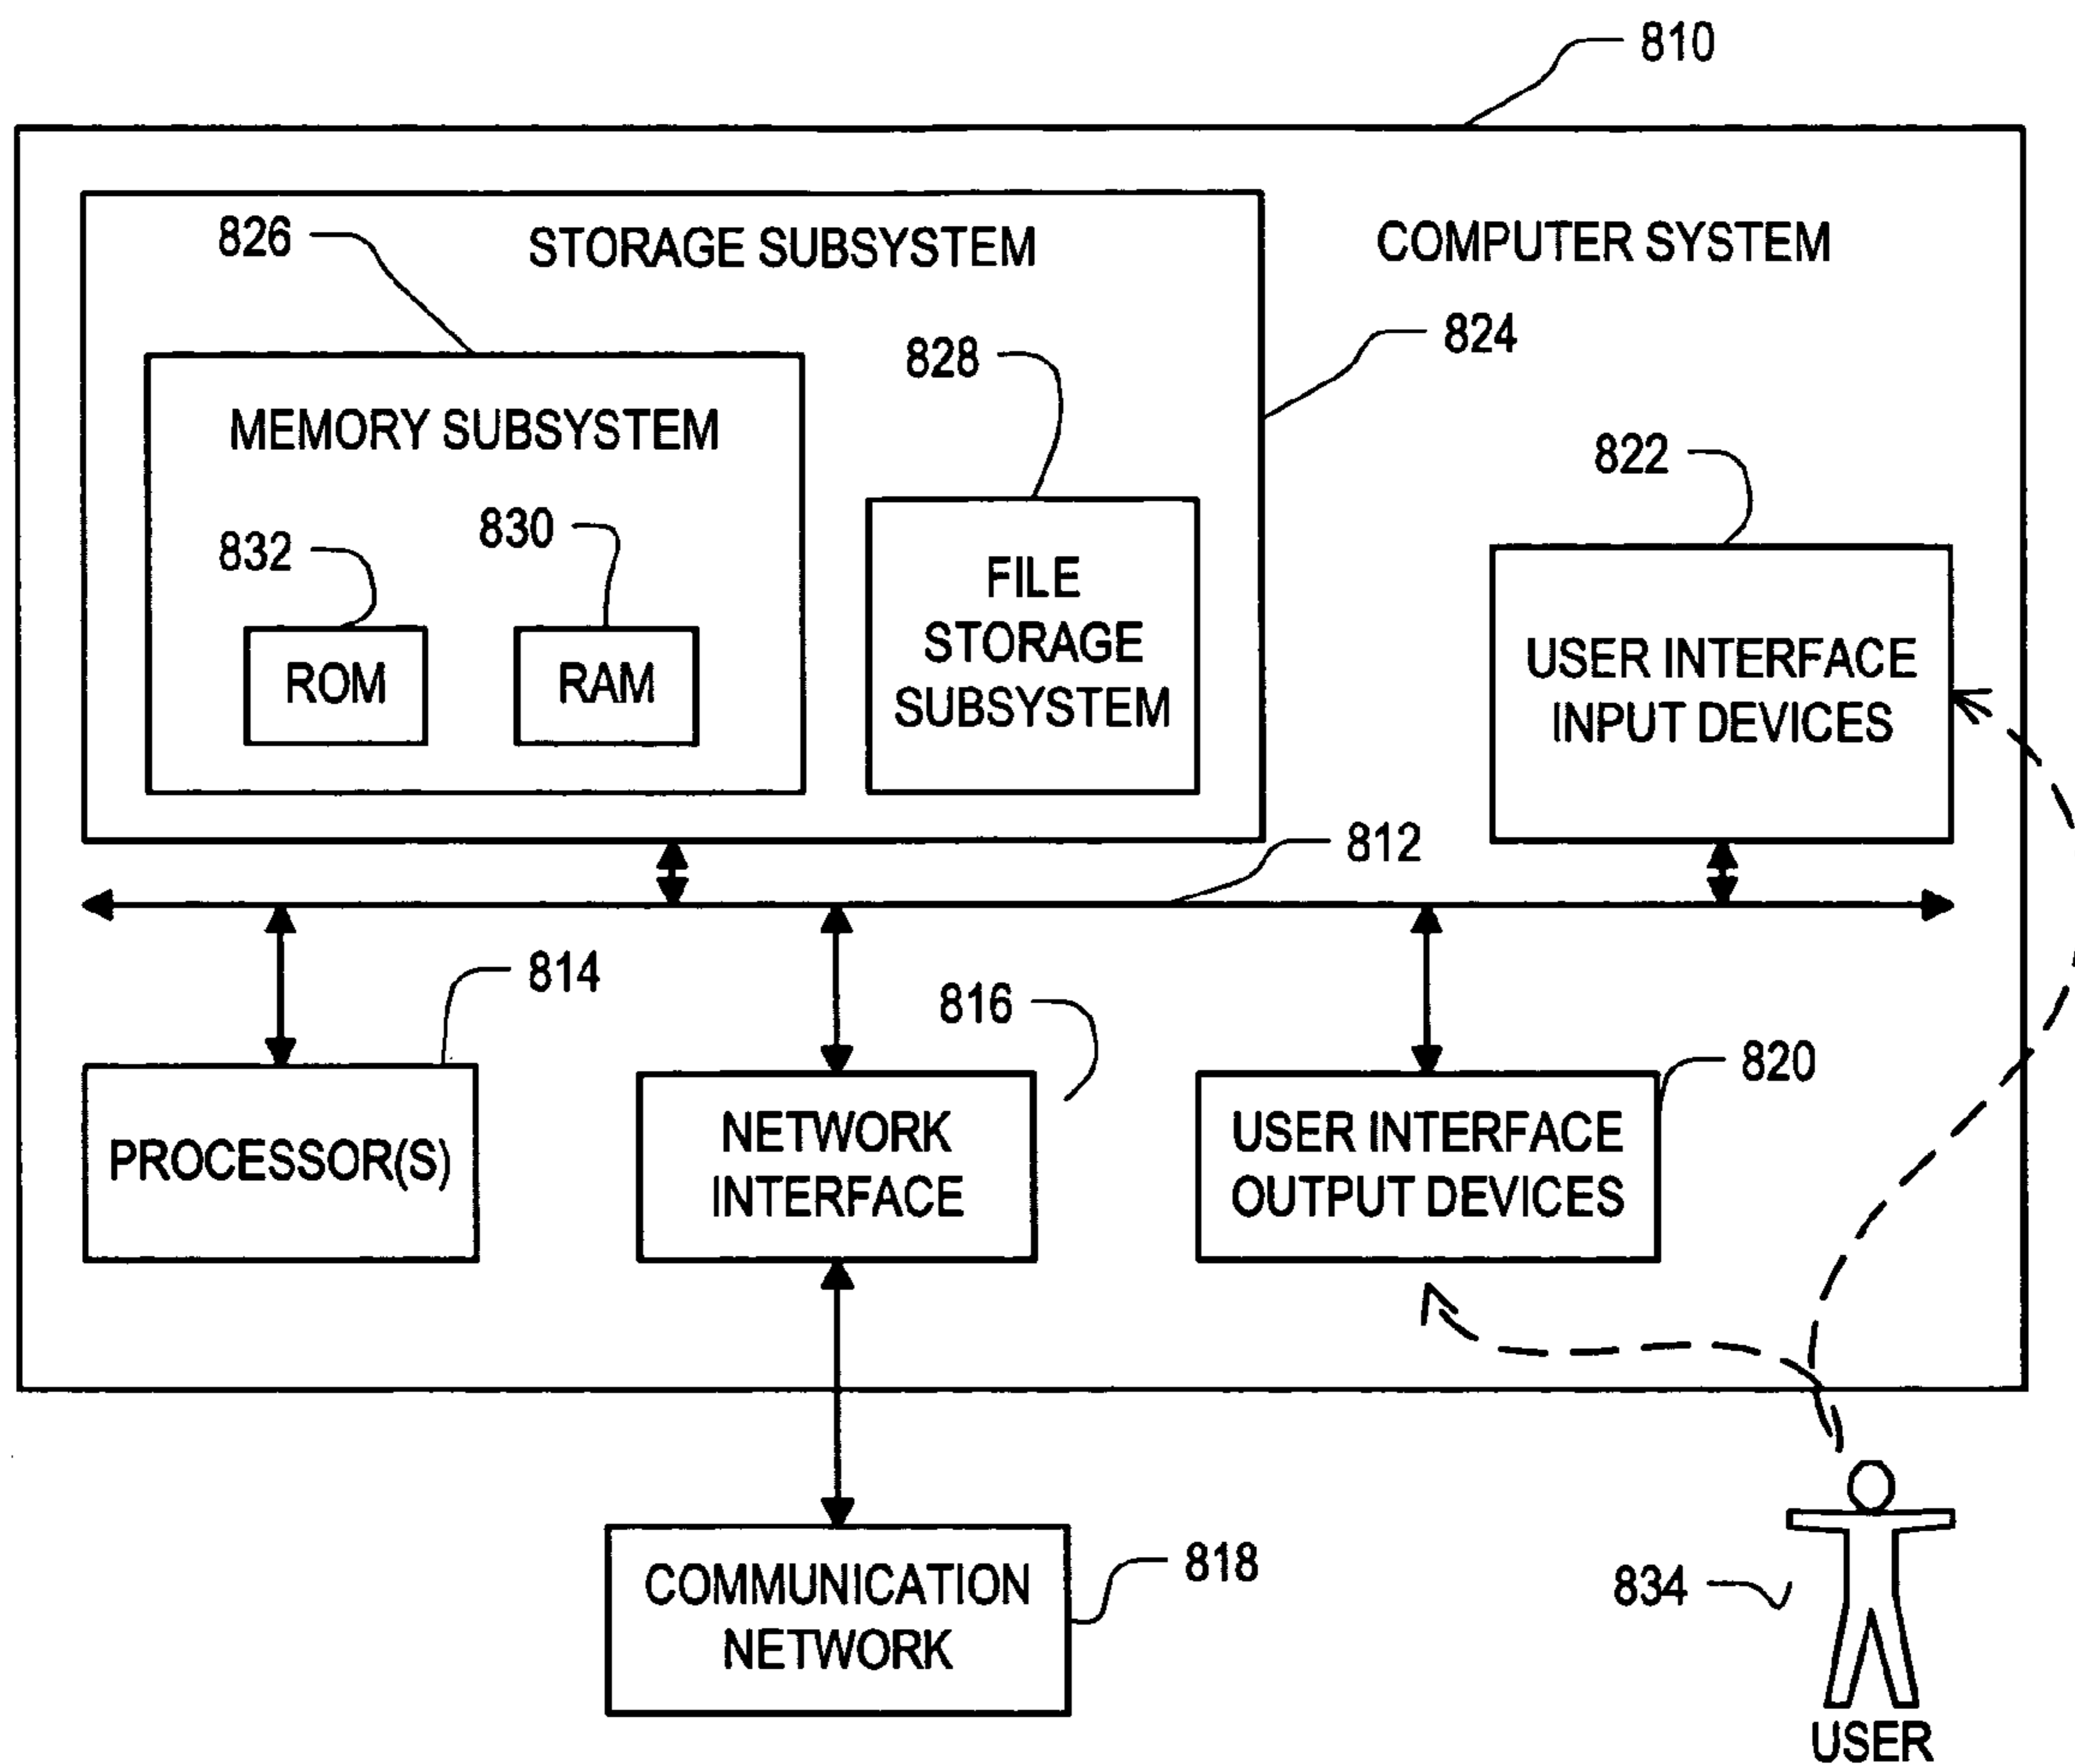 810
826
STORAGE SUBSYSTEM
COMPUTER SYSTEM
824
828
MEMORY SUBSYSTEM
822
832
830
ROM
RAM
FILE
STORAGE
SUBSYSTEM
USER INTERFACE
INPUT DEVICES
812
814
816
820
PROCESSOR(S)
NETWORK
INTERFACE
USER INTERFACE
OUTPUT DEVICES
COMMUNICATION
NETWORK
818
834
USER